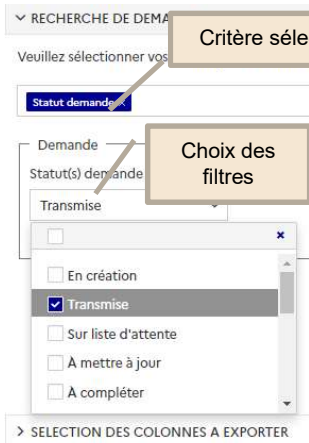 RECHERCHE DE DEMA
Critère séle
Veuillez sélectionner vos
Statut demande ×
Demande
Choix des
filtres
Statut(s) demande
Transmise
En création
Transmise
Sur liste d'attente
À mettre à jour
À compléter
SELECTION DES COLONNES A EXPORTER